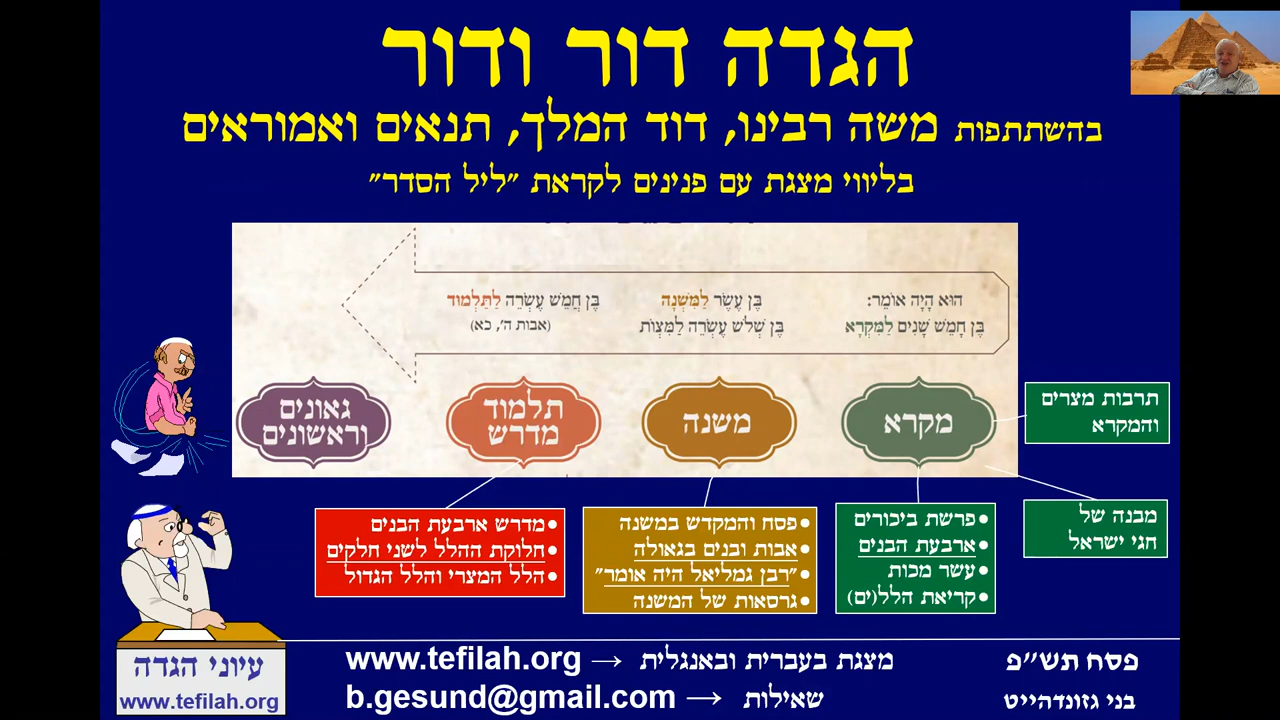 הגדה דור ודור
בהשתתפות משה רבינו, דוד המלך, תנאים ואמוראים
בליווי מצגת עם פנינים לקראת "ליל הסדר"
הוּא הָיָה אוֹמֵר:
בֶּן חָמֵשׁ שָׁנִים לַמִּקְרָא
בֶּן עֶשֶׂר לַמִּשְׁנָה
בֶּן שְׁלֹשׁ עֶשְׂרֵה לַמִּצְוֹת
בֶּן חֲמֵשׁ עֶשְׂרֵה לַתַּלְמוּד
(אבות ה', כא)
מקרא
משנה
תלמוד
מדרש
גאונים
וראשונים
תרבות מצרים
והמקרא
מבנה של
חגי ישראל
•פרשת ביכורים
•ארבעת הבנים
•עשר מכות
•קריאת הלל(ים)
•פסח והמקדש במשנה
•אבות ובנים בגאולה
•"רבן גמליאל היה אומר"
•גרסאות של המשנה
•מדרש ארבעת הבנים
•חלוקת ההלל לשני חלקים
•הלל המצרי והלל הגדול
פסח תש"פ
מצגת בעברית ובאנגלית → www.tefilah.org
בני גזונדהייט
שאילות → b.gesund@gmail.com
עיוני הגדה
www.tefilah.org